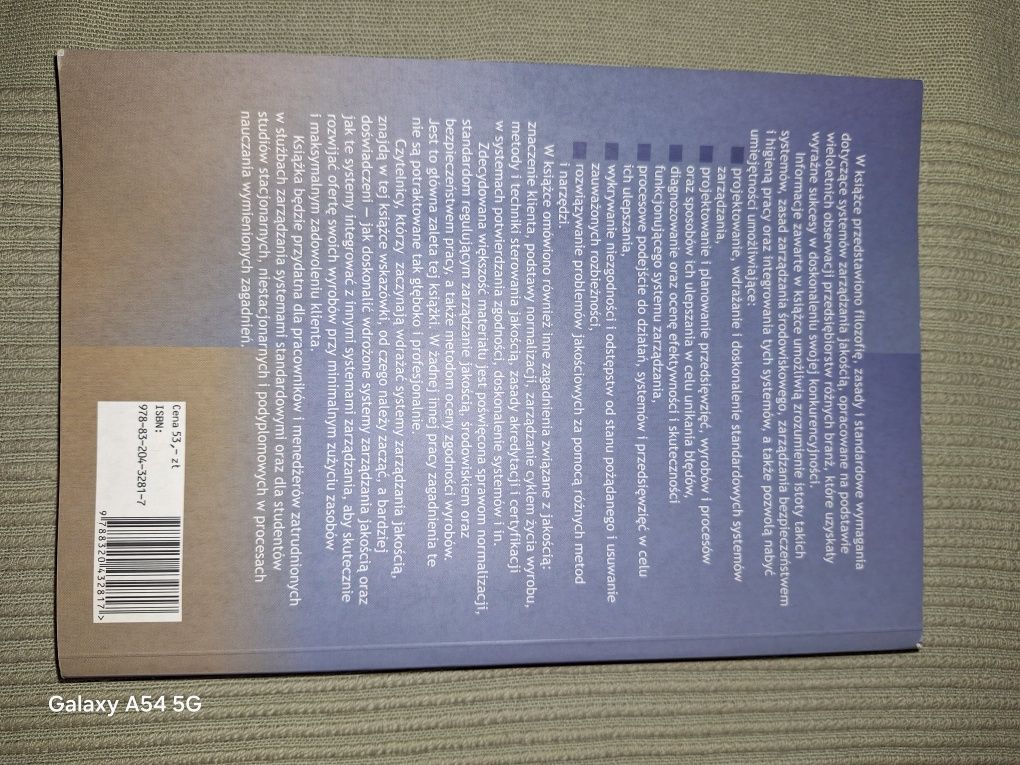 W książce przedstawiono filozofię, zasady i standardowe wymagania
dotyczące systemów zarządzania jakością, opracowane na podstawie
wieloletnich obserwacji przedsiębiorstw różnych branż, które uzyskały
wyraźne sukcesy w doskonaleniu swojej konkurencyjności.
Informacje zawarte w książce umożliwią zrozumienie istoty takich
systemów, zasad zarządzania środowiskowego, zarządzania bezpieczeństwem
i higieną pracy oraz integrowania tych systemów, a także pozwolą nabyć
umiejętności umożliwiające:
projektowanie, wdrażanie i doskonalenie standardowych systemów
zarządzania,
projektowanie i planowanie przedsięwzięć, wyrobów i procesów
oraz sposobów ich ulepszania w celu unikania błędów,
diagnozowanie oraz ocenę efektywności i skuteczności
funkcjonującego systemu zarządzania,
procesowe podejście do działań, systemów i przedsięwzięć w celu
ich ulepszania,
wykrywanie niezgodności i odstępstw od stanu pożądanego i usuwanie
zauważonych rozbieżności,
rozwiązywanie problemów jakościowych za pomocą różnych metod
i narzędzi.
W książce omówiono również inne zagadnienia związane z jakością:
znaczenie klienta, podstawy normalizacji, zarządzanie cyklem życia wyrobu,
metody i techniki sterowania jakością, zasady akredytacji i certyfikacji
w systemach potwierdzania zgodności, doskonalenie systemów i in.
Zdecydowana większość materiału jest poświęcona sprawom normalizacji,
standardom regulującym zarządzanie jakością, środowiskiem oraz
bezpieczeństwem pracy, a także metodom oceny zgodności wyrobów.
Jest to główna zaleta tej książki. W żadnej innej pracy zagadnienia te
nie są potraktowane tak głęboko i profesjonalnie.
Czytelnicy, którzy zaczynają wdrażać systemy zarządzania jakością,
znajdą w tej książce wskazówki, od czego należy zacząć, a bardziej
doświadczeni – jak doskonalić wdrożone systemy zarządzania jakością oraz
jak te systemy integrować z innymi systemami zarządzania, aby skutecznie
rozwijać ofertę swoich wyrobów przy minimalnym zużyciu zasobów
i maksymalnym zadowoleniu klienta.
Książka będzie przydatna dla pracowników i menedżerów zatrudnionych
w służbach zarządzania systemami standardowymi oraz dla studentów
studiów stacjonarnych, niestacjonarnych i podyplomowych w procesach
nauczania wymienionych zagadnień.
Cena 53,– zł
ISBN:
978-83-204-3281-7
9 788320 432817 >
Galaxy A54 5G